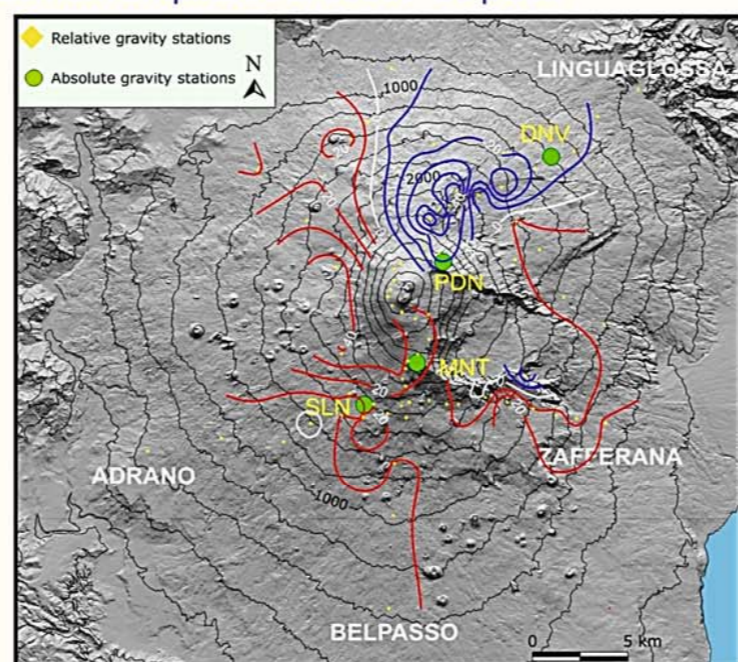 Relative gravity stations
Absolute gravity stations
N
LINGUAGLOSSA
1000
DNV
2000
PDN
MNT
20
SLN
ZAFFERANA
ADRANO
1000
BELPASSO
0 5 km